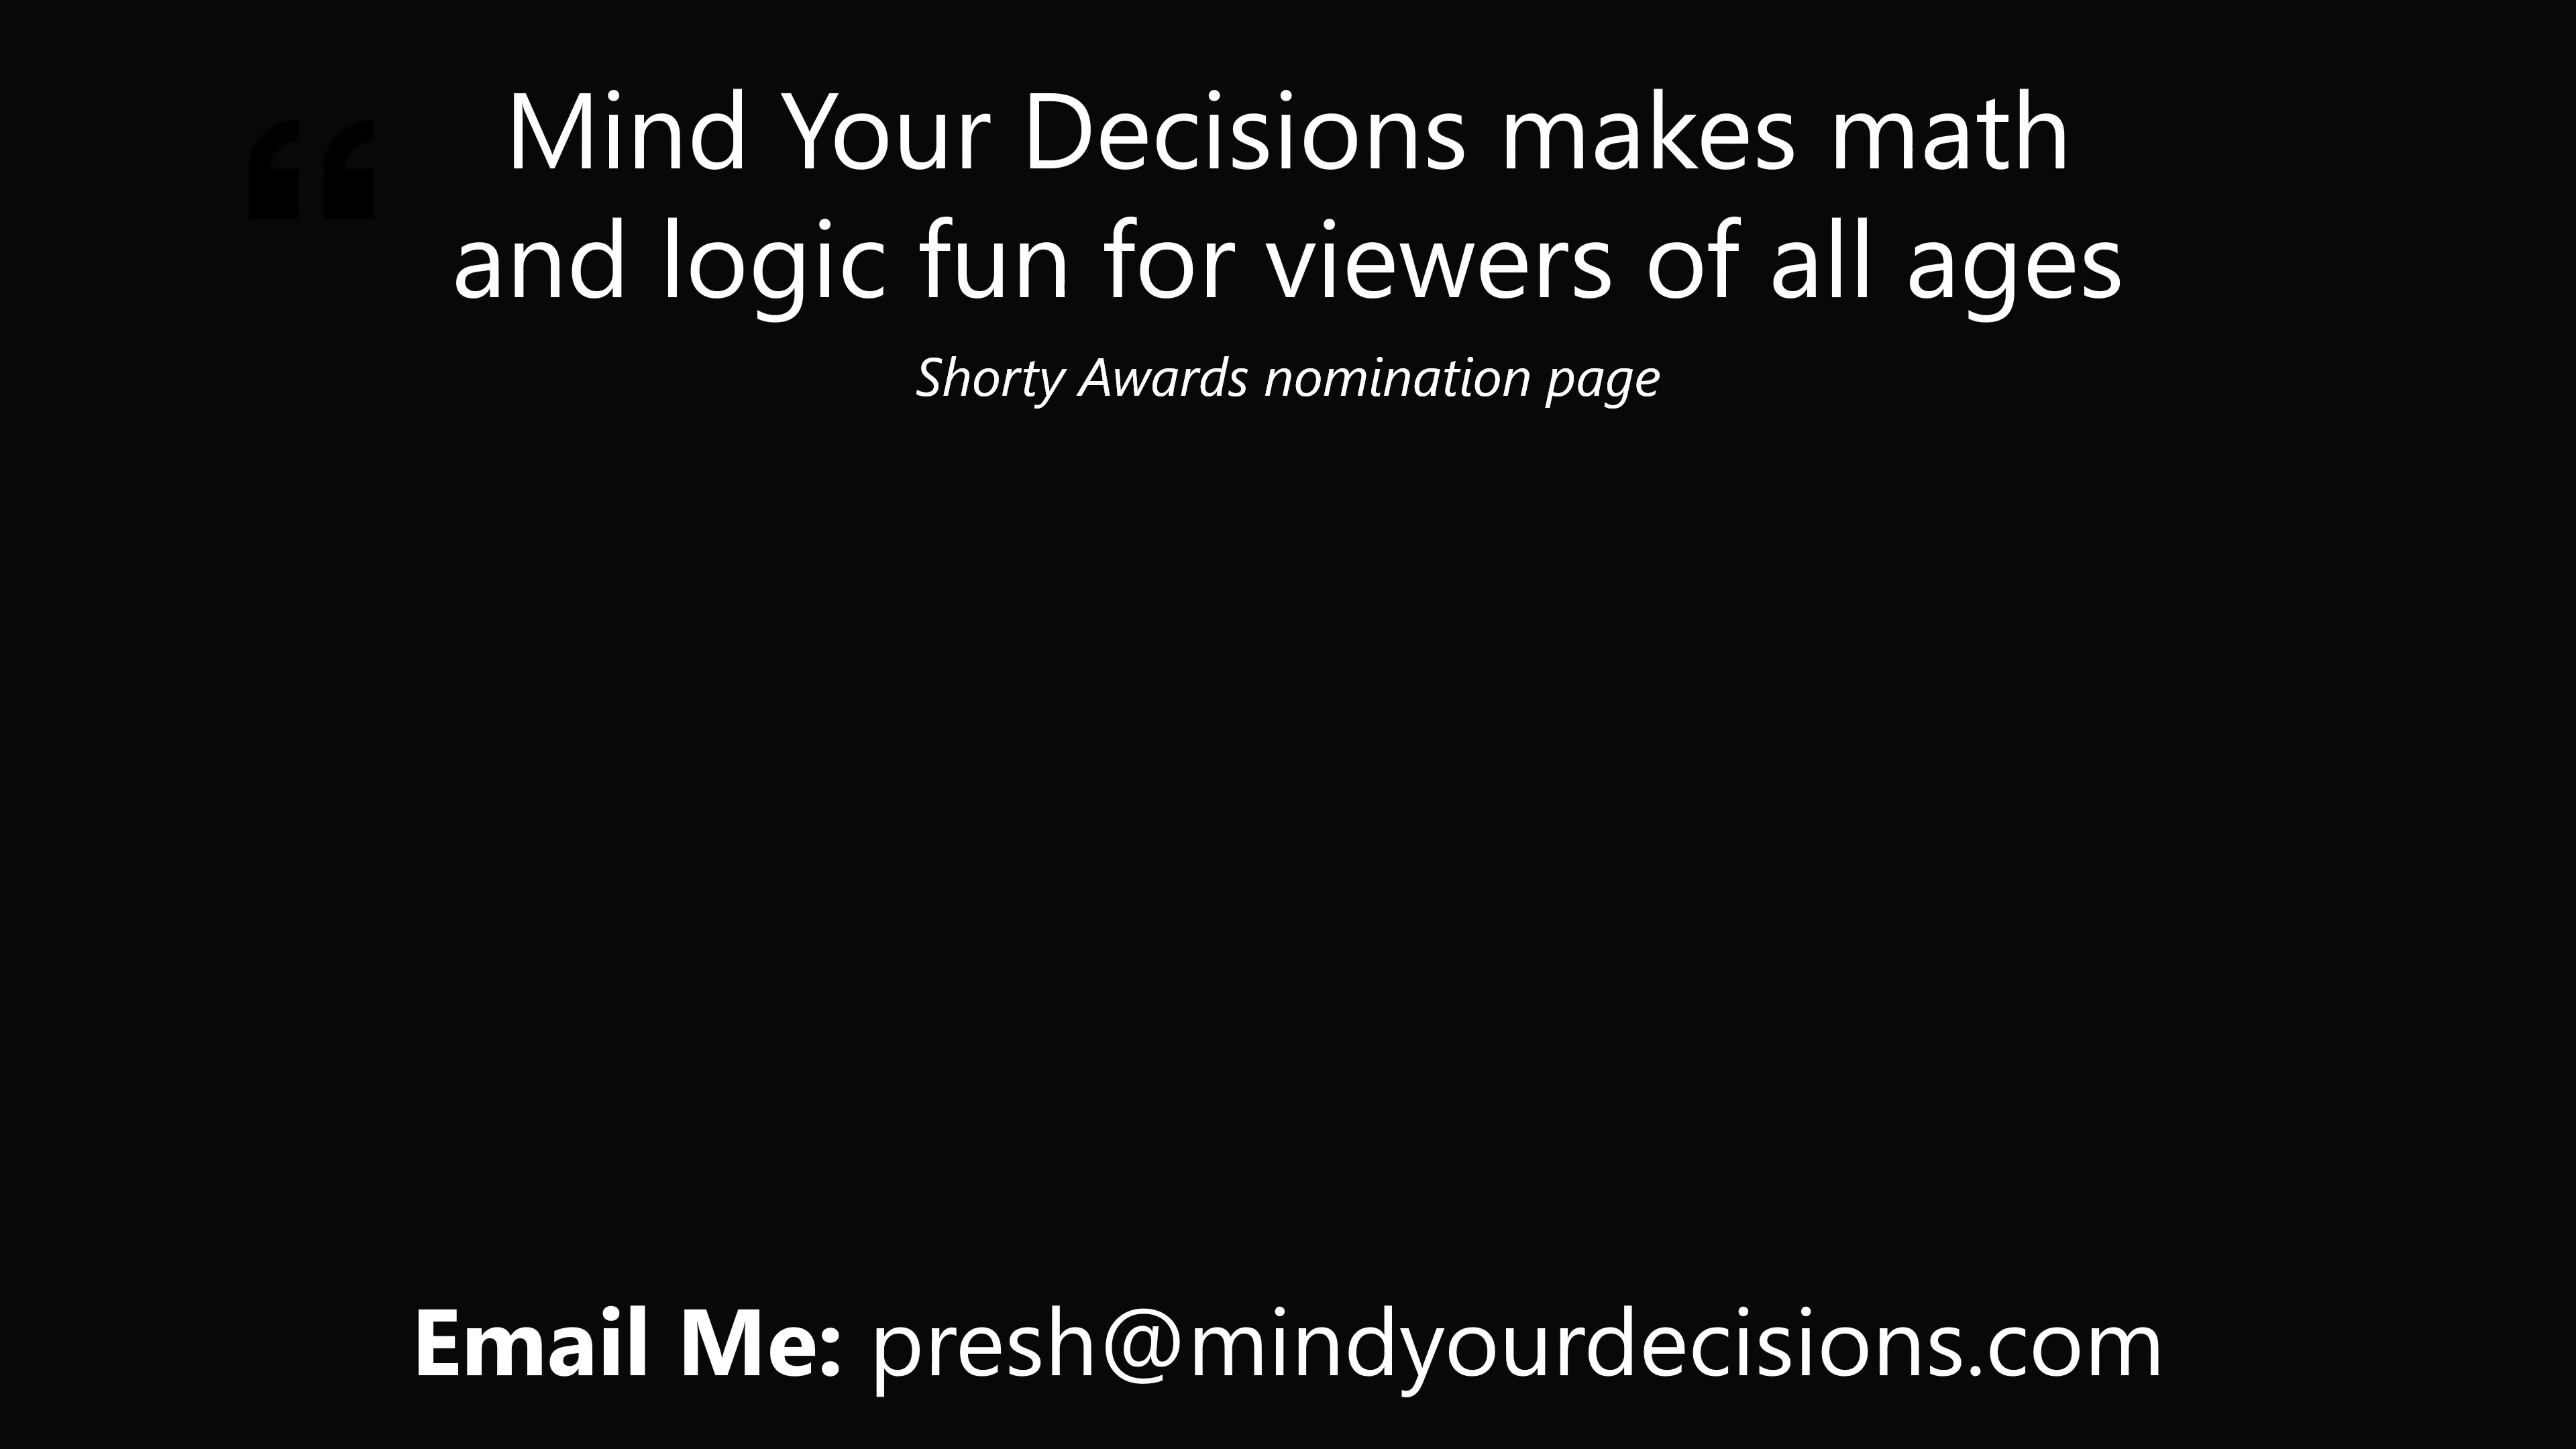 “ Mind Your Decisions makes math
and logic fun for viewers of all ages
Shorty Awards nomination page
Email Me: presh@mindyourdecisions.com